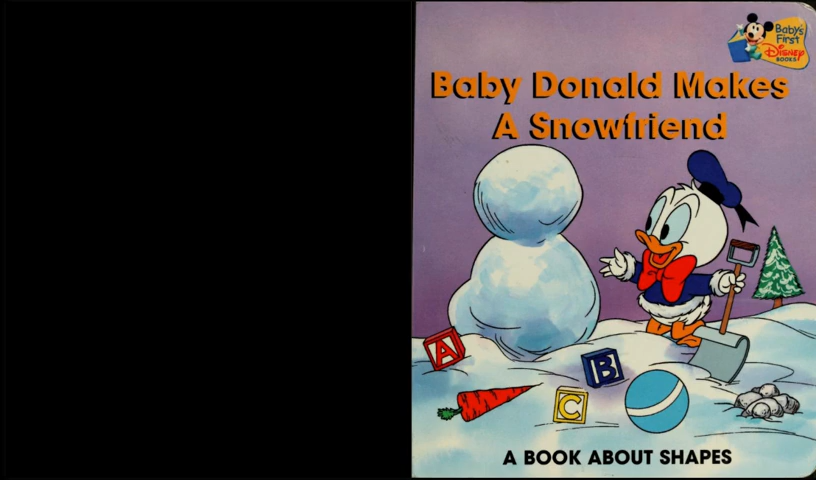 Baby's
First
Disney
BOOKS
Baby Donald Makes
A Snowfriend
A
B
C
A BOOK ABOUT SHAPES